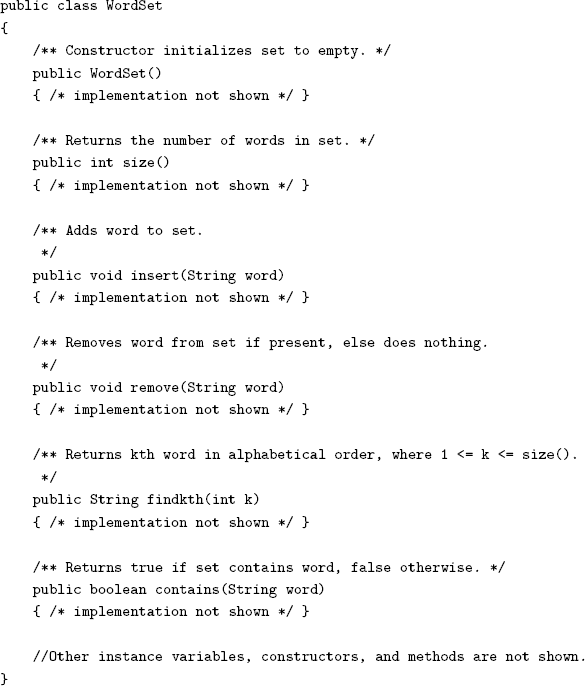 public class WordSet
{
    /** Constructor initializes set to empty. */
    public WordSet()
    { /* implementation not shown */ }

    /** Returns the number of words in set. */
    public int size()
    { /* implementation not shown */ }

    /** Adds word to set.
     */
    public void insert(String word)
    { /* implementation not shown */ }

    /** Removes word from set if present, else does nothing.
     */
    public void remove(String word)
    { /* implementation not shown */ }

    /** Returns kth word in alphabetical order, where 1 <= k <= size().
     */
    public String findkth(int k)
    { /* implementation not shown */ }

    /** Returns true if set contains word, false otherwise. */
    public boolean contains(String word)
    { /* implementation not shown */ }

    //Other instance variables, constructors, and methods are not shown.
}